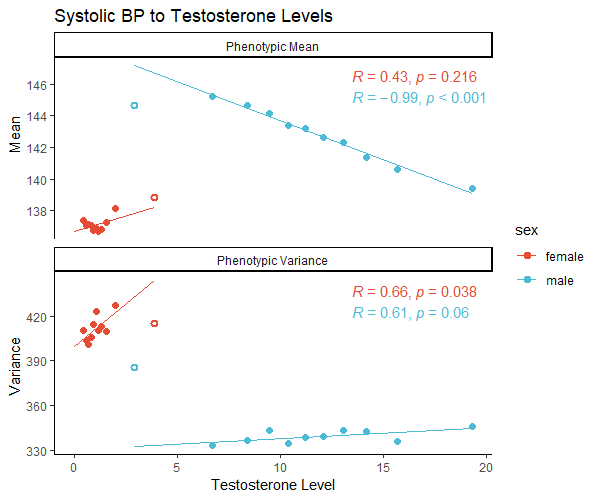 Systolic BP to Testosterone Levels
Phenotypic Mean
Mean
146
144
142
140
138
R = 0.43, p = 0.216
R = −0.99, p < 0.001
Phenotypic Variance
Variance
420
390
360
330
R = 0.66, p = 0.038
R = 0.61, p = 0.06
0 5 10 15 20
Testosterone Level
sex
female
male